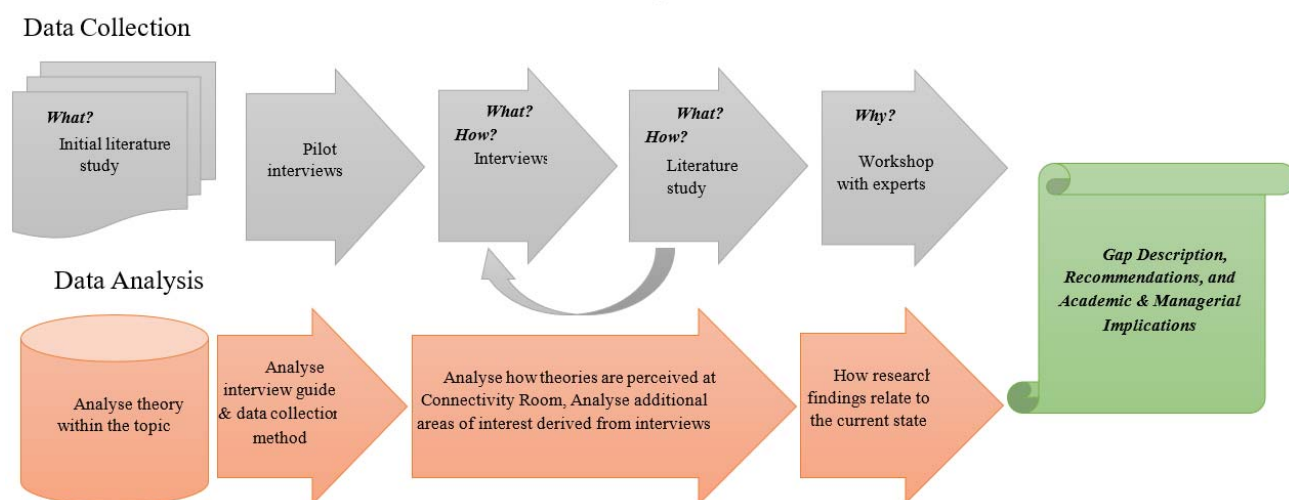 Data Collection
What?
Initial literature
study
Pilot
interviews
What?
How?
Interviews
What?
How?
Literature
study
Why?
Workshop
with experts
Gap Description,
Recommendations, and
Academic & Managerial
Implications
Data Analysis
Analyse theory
within the topic
Analyse
interview guide
& data collection
method
Analyse how theories are perceived at
Connectivity Room, Analyse additional
areas of interest derived from interviews
How research
findings relate to
the current state